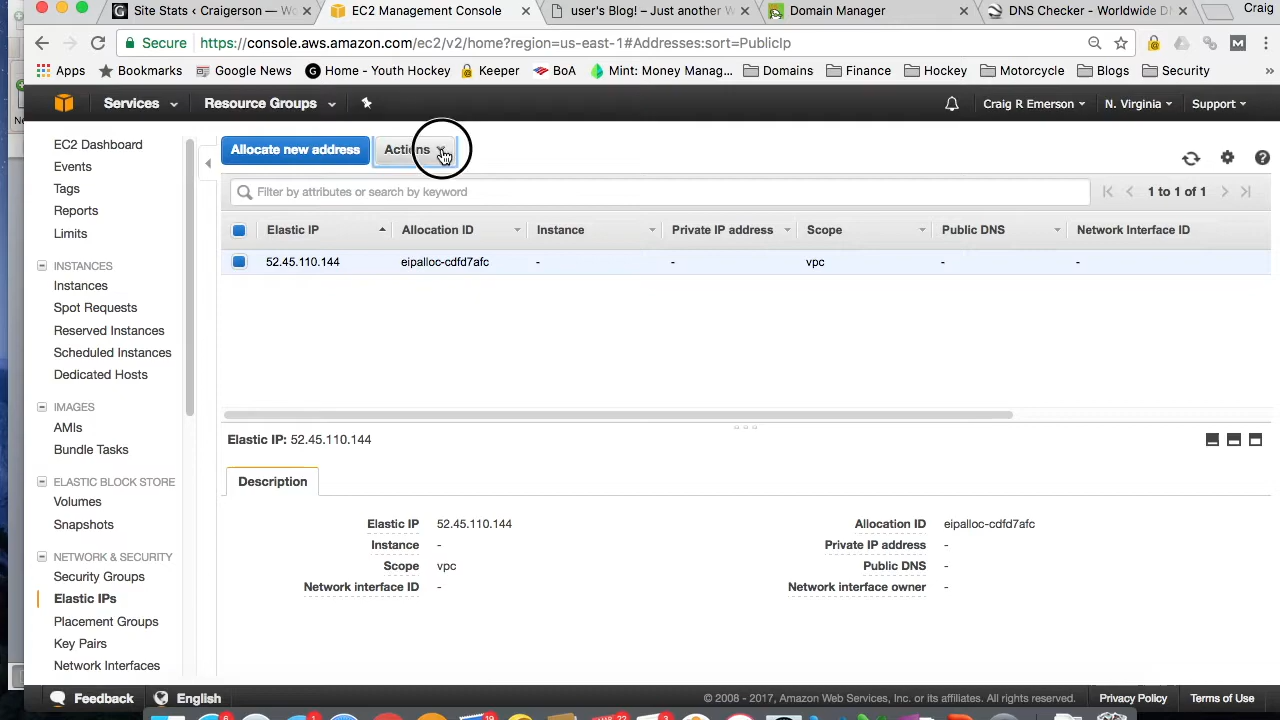 Site Stats ‹ Craigerson — Wo
EC2 Management Console
user's Blog! – Just another W
Domain Manager
DNS Checker - Worldwide DN
Craig
Secure
https://console.aws.amazon.com/ec2/v2/home?region=us-east-1#Addresses:sort=PublicIp
Apps
Bookmarks
Google News
Home - Youth Hockey
Keeper
BoA
Mint: Money Manag...
Domains
Finance
Hockey
Motorcycle
Blogs
Security
»
Services
Resource Groups
Craig R Emerson
N. Virginia
Support
EC2 Dashboard
Events
Tags
Reports
Limits
INSTANCES
Instances
Spot Requests
Reserved Instances
Scheduled Instances
Dedicated Hosts
IMAGES
AMIs
Bundle Tasks
ELASTIC BLOCK STORE
Volumes
Snapshots
NETWORK & SECURITY
Security Groups
Elastic IPs
Placement Groups
Key Pairs
Network Interfaces
Allocate new address
Actions
Filter by attributes or search by keyword
1 to 1 of 1
Elastic IP Allocation ID Instance Private IP address Scope Public DNS Network Interface ID
52.45.110.144 eipalloc-cdfd7afc - - vpc - -
Elastic IP: 52.45.110.144
Description
Elastic IP 52.45.110.144 Allocation ID eipalloc-cdfd7afc
Instance - Private IP address -
Scope vpc Public DNS -
Network interface ID - Network interface owner -
Feedback
English
© 2008 - 2017, Amazon Web Services, Inc. or its affiliates. All rights reserved.
Privacy Policy
Terms of Use